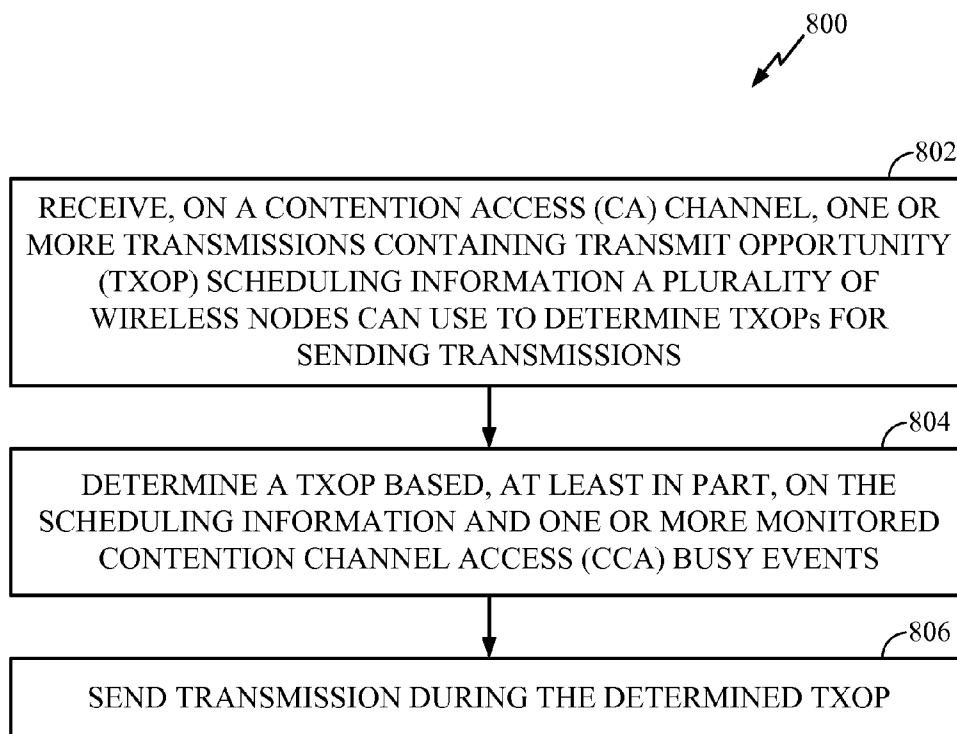 800
802
RECEIVE, ON A CONTENTION ACCESS (CA) CHANNEL, ONE OR
MORE TRANSMISSIONS CONTAINING TRANSMIT OPPORTUNITY
(TXOP) SCHEDULING INFORMATION A PLURALITY OF
WIRELESS NODES CAN USE TO DETERMINE TXOPs FOR
SENDING TRANSMISSIONS
804
DETERMINE A TXOP BASED, AT LEAST IN PART, ON THE
SCHEDULING INFORMATION AND ONE OR MORE MONITORED
CONTENTION CHANNEL ACCESS (CCA) BUSY EVENTS
806
SEND TRANSMISSION DURING THE DETERMINED TXOP